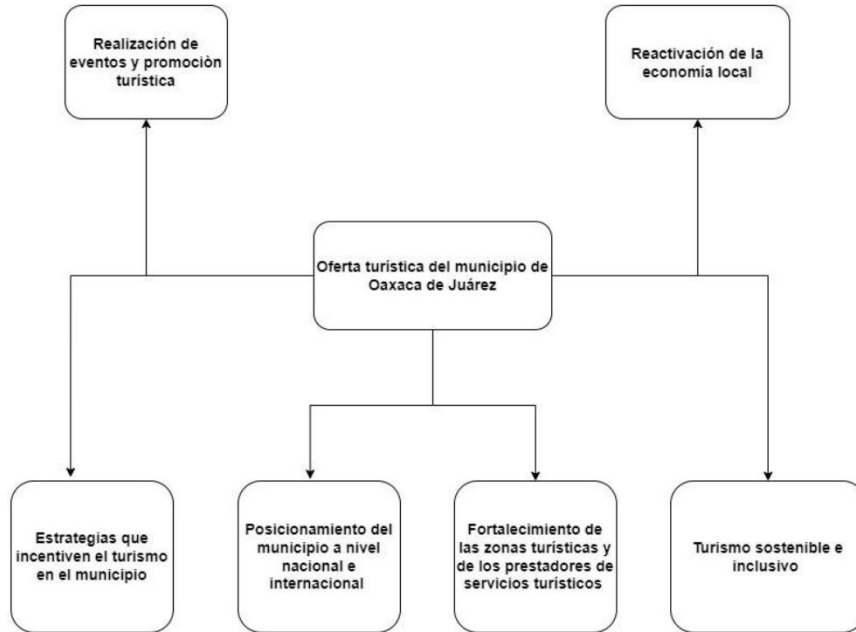 Realización de
eventos y promociòn
turística
Reactivación de la
economía local
Oferta turística del municipio de
Oaxaca de Juárez
Estrategias que
incentiven el turismo
en el municipio
Posicionamiento del
municipio a nivel
nacional e
internacional
Fortalecimiento de
las zonas turísticas y
de los prestadores de
servicios turísticos
Turismo sostenible e
inclusivo